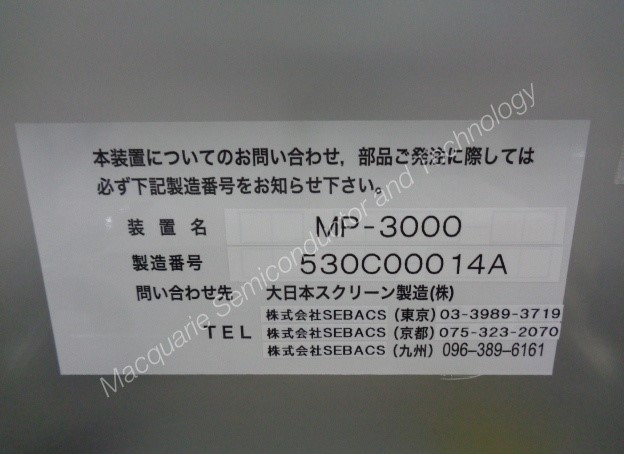 本装置についてのお問い合わせ，部品ご発注に際しては
必ず下記製造番号をお知らせ下さい。
装置名 MP-3000
製造番号 530C00014A
問い合わせ先 大日本スクリーン製造(株)
株式会社SEBACS (東京) 03-3989-3719
TEL 株式会社SEBACS (京都) 075-323-2070
株式会社SEBACS (九州) 096-389-6161
Macquarie Semiconductor and Technology